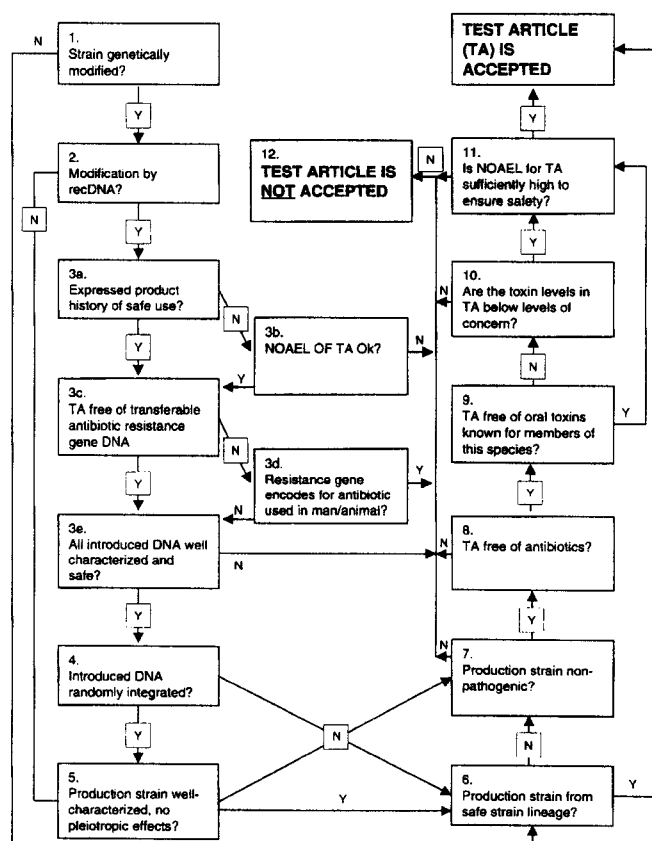 N
1.
Strain genetically
modified?
Y
2.
Modification by
recDNA?
N
Y
3a.
Expressed product
history of safe use?
N
Y
3b.
NOAEL OF TA Ok?
N
Y
3c.
TA free of transferable
antibiotic resistance
gene DNA
N
Y
3d.
Resistance gene
encodes for antibiotic
used in man/animal?
Y
N
3e.
All introduced DNA well
characterized and
safe?
N
Y
4.
Introduced DNA
randomly integrated?
N
Y
5.
Production strain well-
characterized, no
pleiotropic effects?
Y
TEST ARTICLE
(TA) IS
ACCEPTED
Y
12.
TEST ARTICLE IS
NOT ACCEPTED
N
11.
Is NOAEL for TA
sufficiently high to
ensure safety?
Y
10.
Are the toxin levels in
TA below levels of
concern?
N
N
9.
TA free of oral toxins
known for members of
this species?
Y
Y
8.
TA free of antibiotics?
N
Y
7.
Production strain non-
pathogenic?
N
N
6.
Production strain from
safe strain lineage?
Y